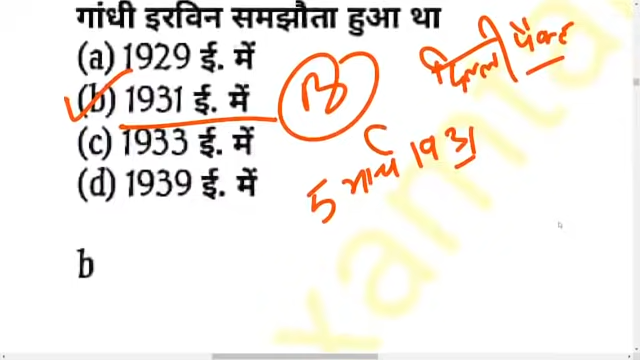 गांधी इरविन समझौता हुआ था
(a) 1929 ई. में
(b) 1931 ई. में
B
दिल्ली पैक्ट
(c) 1933 ई. में
5 मार्च 1931
(d) 1939 ई. में
b